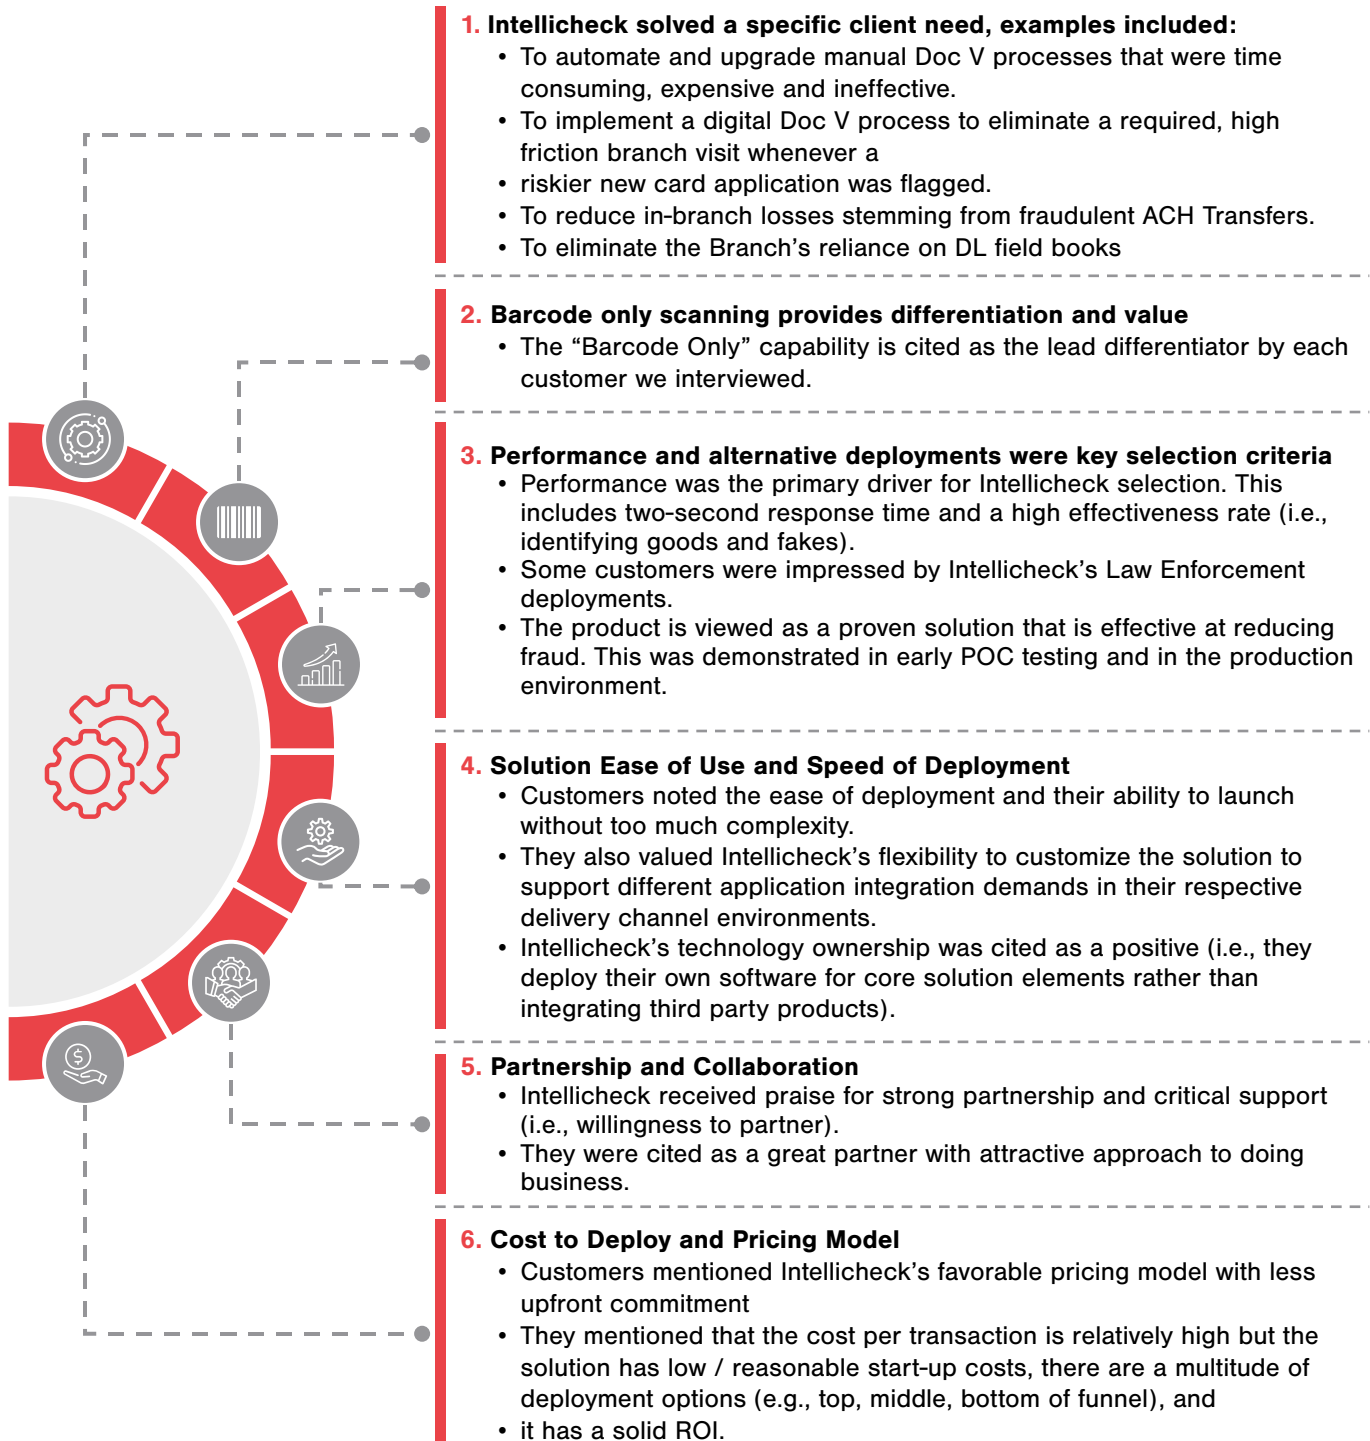 1. Intellicheck solved a specific client need, examples included:
• To automate and upgrade manual Doc V processes that were time
consuming, expensive and ineffective.
• To implement a digital Doc V process to eliminate a required, high
friction branch visit whenever a
• riskier new card application was flagged.
• To reduce in-branch losses stemming from fraudulent ACH Transfers.
• To eliminate the Branch's reliance on DL field books
2. Barcode only scanning provides differentiation and value
• The “Barcode Only” capability is cited as the lead differentiator by each
customer we interviewed.
3. Performance and alternative deployments were key selection criteria
• Performance was the primary driver for Intellicheck selection. This
includes two-second response time and a high effectiveness rate (i.e.,
identifying goods and fakes).
• Some customers were impressed by Intellicheck’s Law Enforcement
deployments.
• The product is viewed as a proven solution that is effective at reducing
fraud. This was demonstrated in early POC testing and in the production
environment.
4. Solution Ease of Use and Speed of Deployment
• Customers noted the ease of deployment and their ability to launch
without too much complexity.
• They also valued Intellicheck’s flexibility to customize the solution to
support different application integration demands in their respective
delivery channel environments.
• Intellicheck’s technology ownership was cited as a positive (i.e., they
deploy their own software for core solution elements rather than
integrating third party products).
5. Partnership and Collaboration
• Intellicheck received praise for strong partnership and critical support
(i.e., willingness to partner).
• They were cited as a great partner with attractive approach to doing
business.
6. Cost to Deploy and Pricing Model
• Customers mentioned Intellicheck’s favorable pricing model with less
upfront commitment
• They mentioned that the cost per transaction is relatively high but the
solution has low / reasonable start-up costs, there are a multitude of
deployment options (e.g., top, middle, bottom of funnel), and
• it has a solid ROI.
$